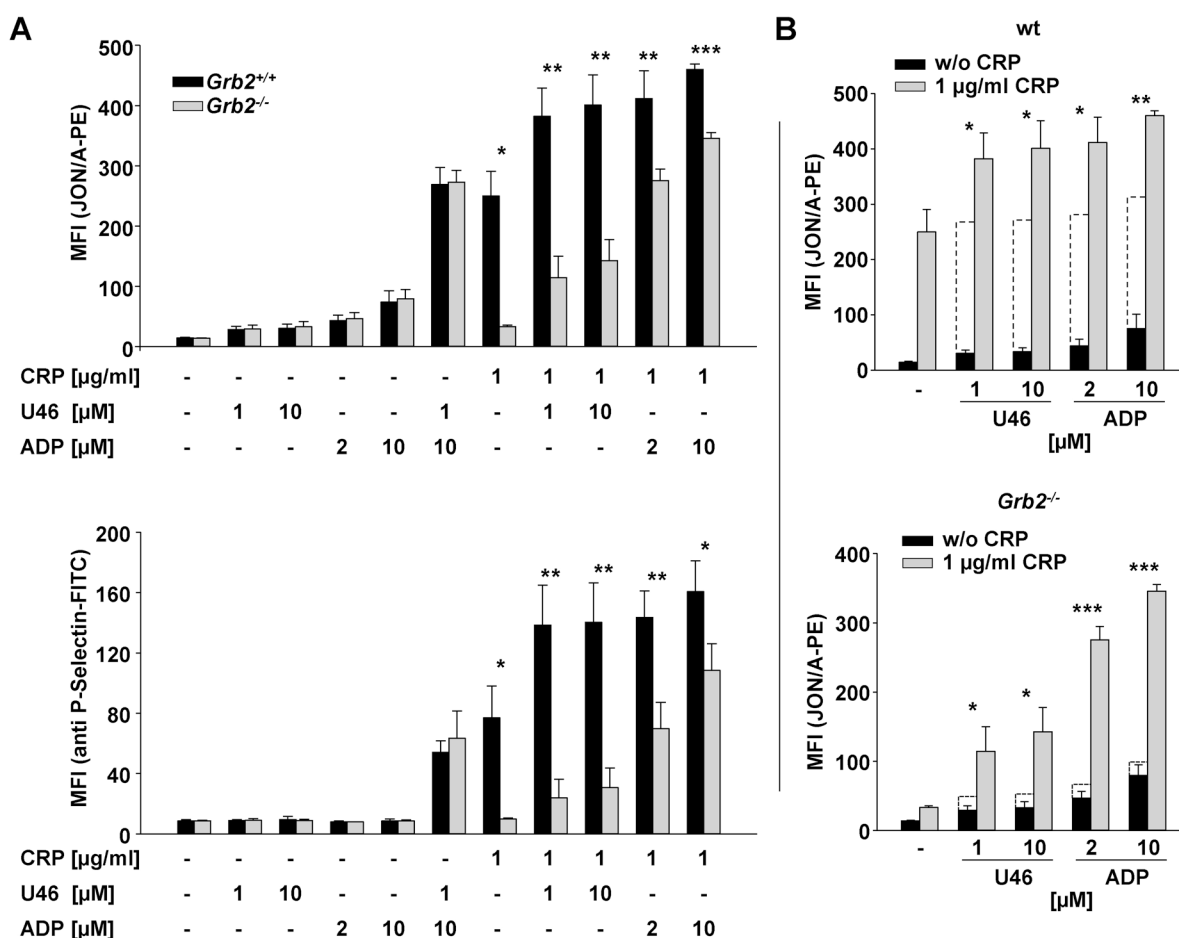 A
500
400
300
200
100
0
MFI (JON/A-PE)
Grb2+/+
Grb2-/-
*
**
**
**
***
CRP [µg/ml] - - - - - - 1 1 1 1 1
U46 [µM] - 1 10 - - 1 - 1 10 - -
ADP [µM] - - - 2 10 10 - - - 2 10
200
160
120
80
40
0
MFI (anti P-Selectin-FITC)
*
**
**
**
*
CRP [µg/ml] - - - - - - 1 1 1 1 1
U46 [µM] - 1 10 - - 1 - 1 10 - -
ADP [µM] - - - 2 10 10 - - - 2 10
B
wt
w/o CRP
1 µg/ml CRP
500
400
300
200
100
0
MFI (JON/A-PE)
*
*
*
**
- 1 10 2 10
U46 ADP
[µM]
Grb2-/-
w/o CRP
1 µg/ml CRP
400
300
200
100
0
MFI (JON/A-PE)
*
*
***
***
- 1 10 2 10
U46 ADP
[µM]